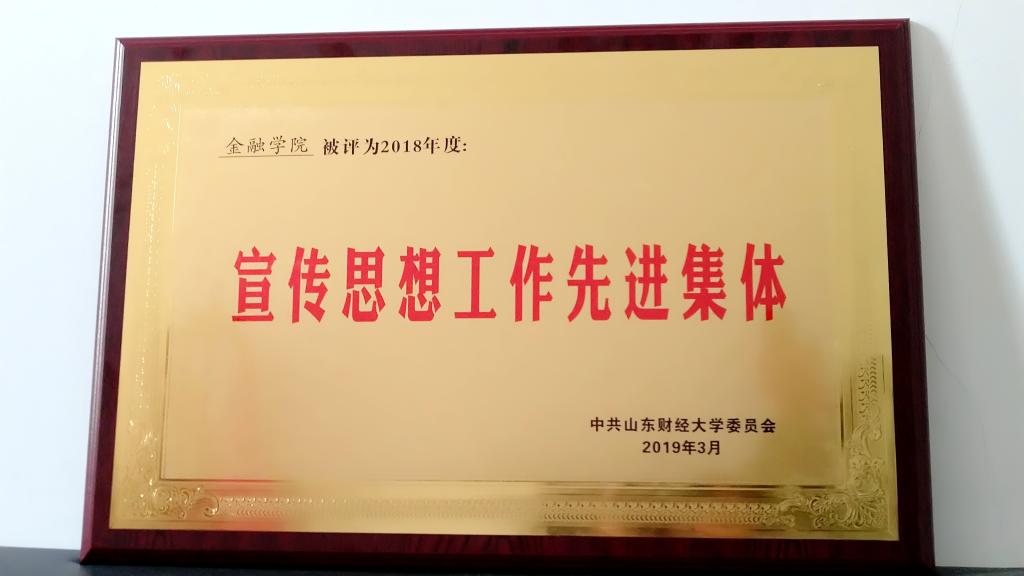 金融学院 被评为2018年度:
宣传思想工作先进集体
中共山东财经大学委员会
2019年3月